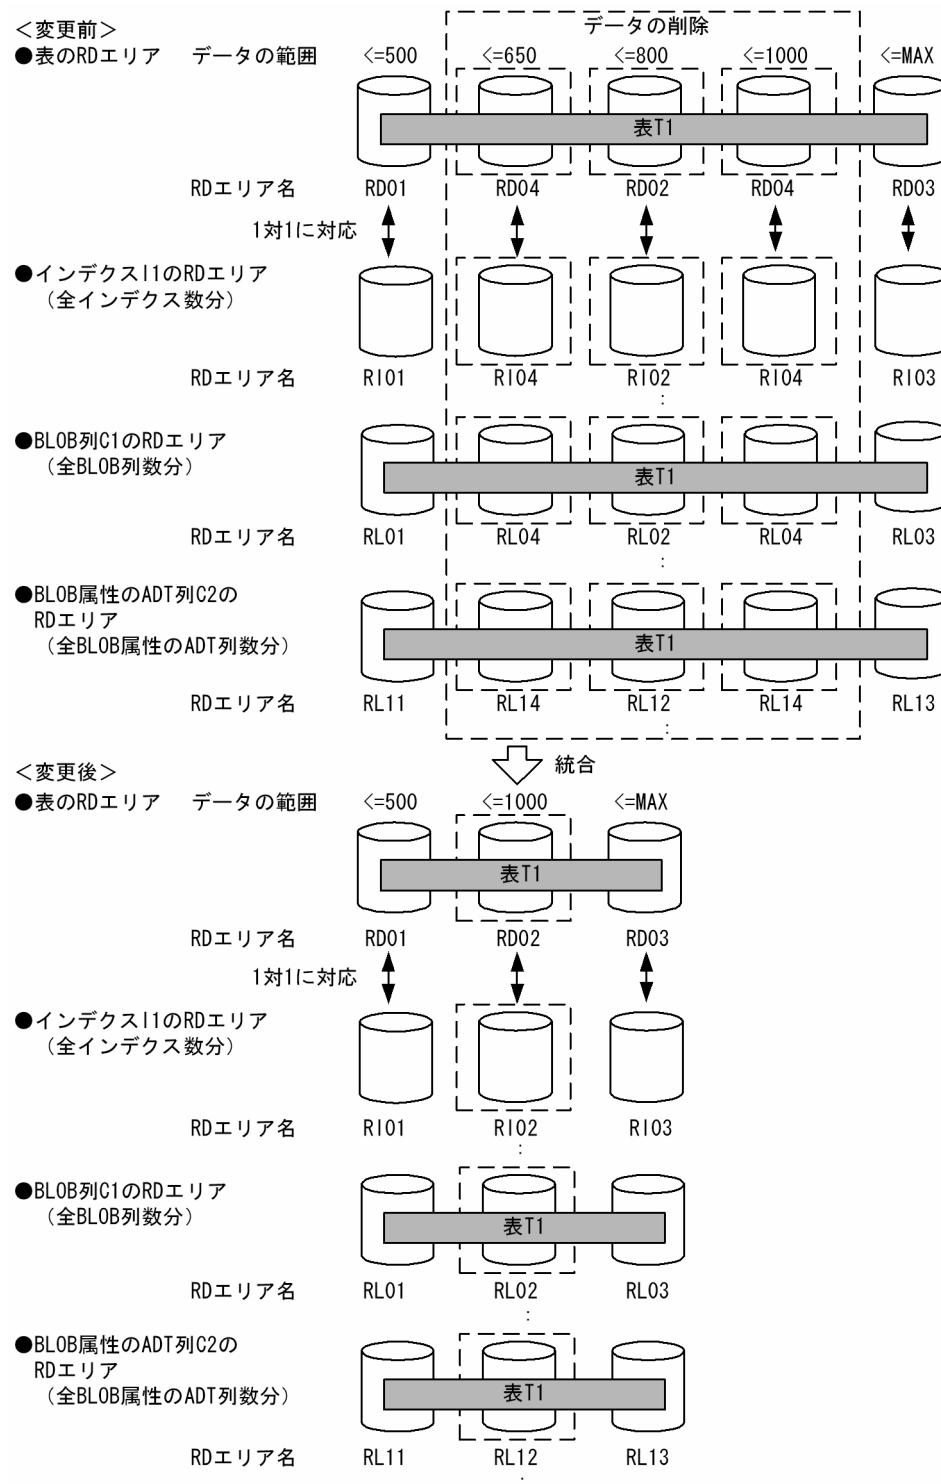 データの削除
＜変更前＞
●表のRDエリア データの範囲 <=500 <=650 <=800 <=1000 <=MAX
表T1
RDエリア名 RD01 RD04 RD02 RD04 RD03
1対1に対応
●インデクスI1のRDエリア
（全インデクス数分）
RDエリア名 RI01 RI04 RI02 RI04 RI03
:
●BLOB列C1のRDエリア
（全BLOB列数分）
表T1
RDエリア名 RL01 RL04 RL02 RL04 RL03
:
●BLOB属性のADT列C2の
RDエリア
（全BLOB属性のADT列数分）
表T1
RDエリア名 RL11 RL14 RL12 RL14 RL13
:
統合
＜変更後＞
●表のRDエリア データの範囲 <=500 <=1000 <=MAX
表T1
RDエリア名 RD01 RD02 RD03
1対1に対応
●インデクスI1のRDエリア
（全インデクス数分）
RDエリア名 RI01 RI02 RI03
:
●BLOB列C1のRDエリア
（全BLOB列数分）
表T1
RDエリア名 RL01 RL02 RL03
:
●BLOB属性のADT列C2の
RDエリア
（全BLOB属性のADT列数分）
表T1
RDエリア名 RL11 RL12 RL13
: